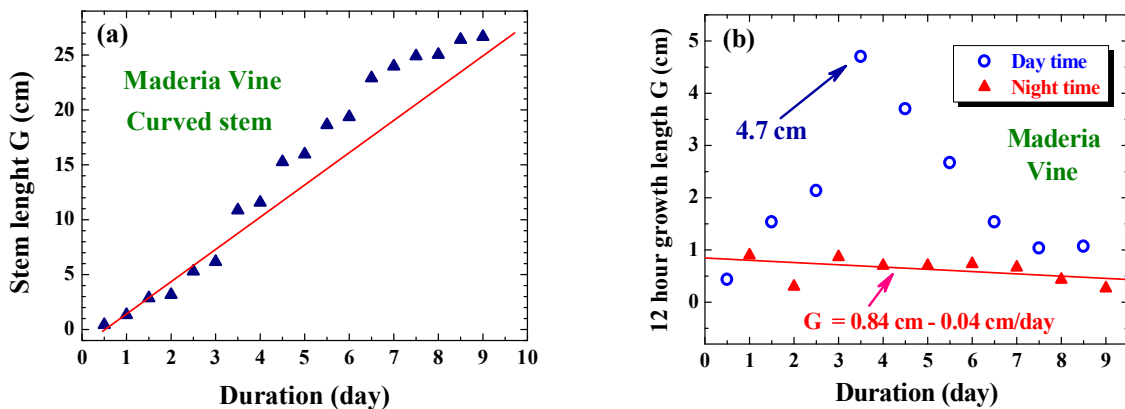 (a)
Maderia Vine
Curved stem
Stem lenght G (cm)
25
20
15
10
5
0
0 1 2 3 4 5 6 7 8 9 10
Duration (day)
(b)
Day time
Night time
4.7 cm
Maderia
Vine
G = 0.84 cm - 0.04 cm/day
12 hour growth length G (cm)
5
4
3
2
1
0
0 1 2 3 4 5 6 7 8 9
Duration (day)